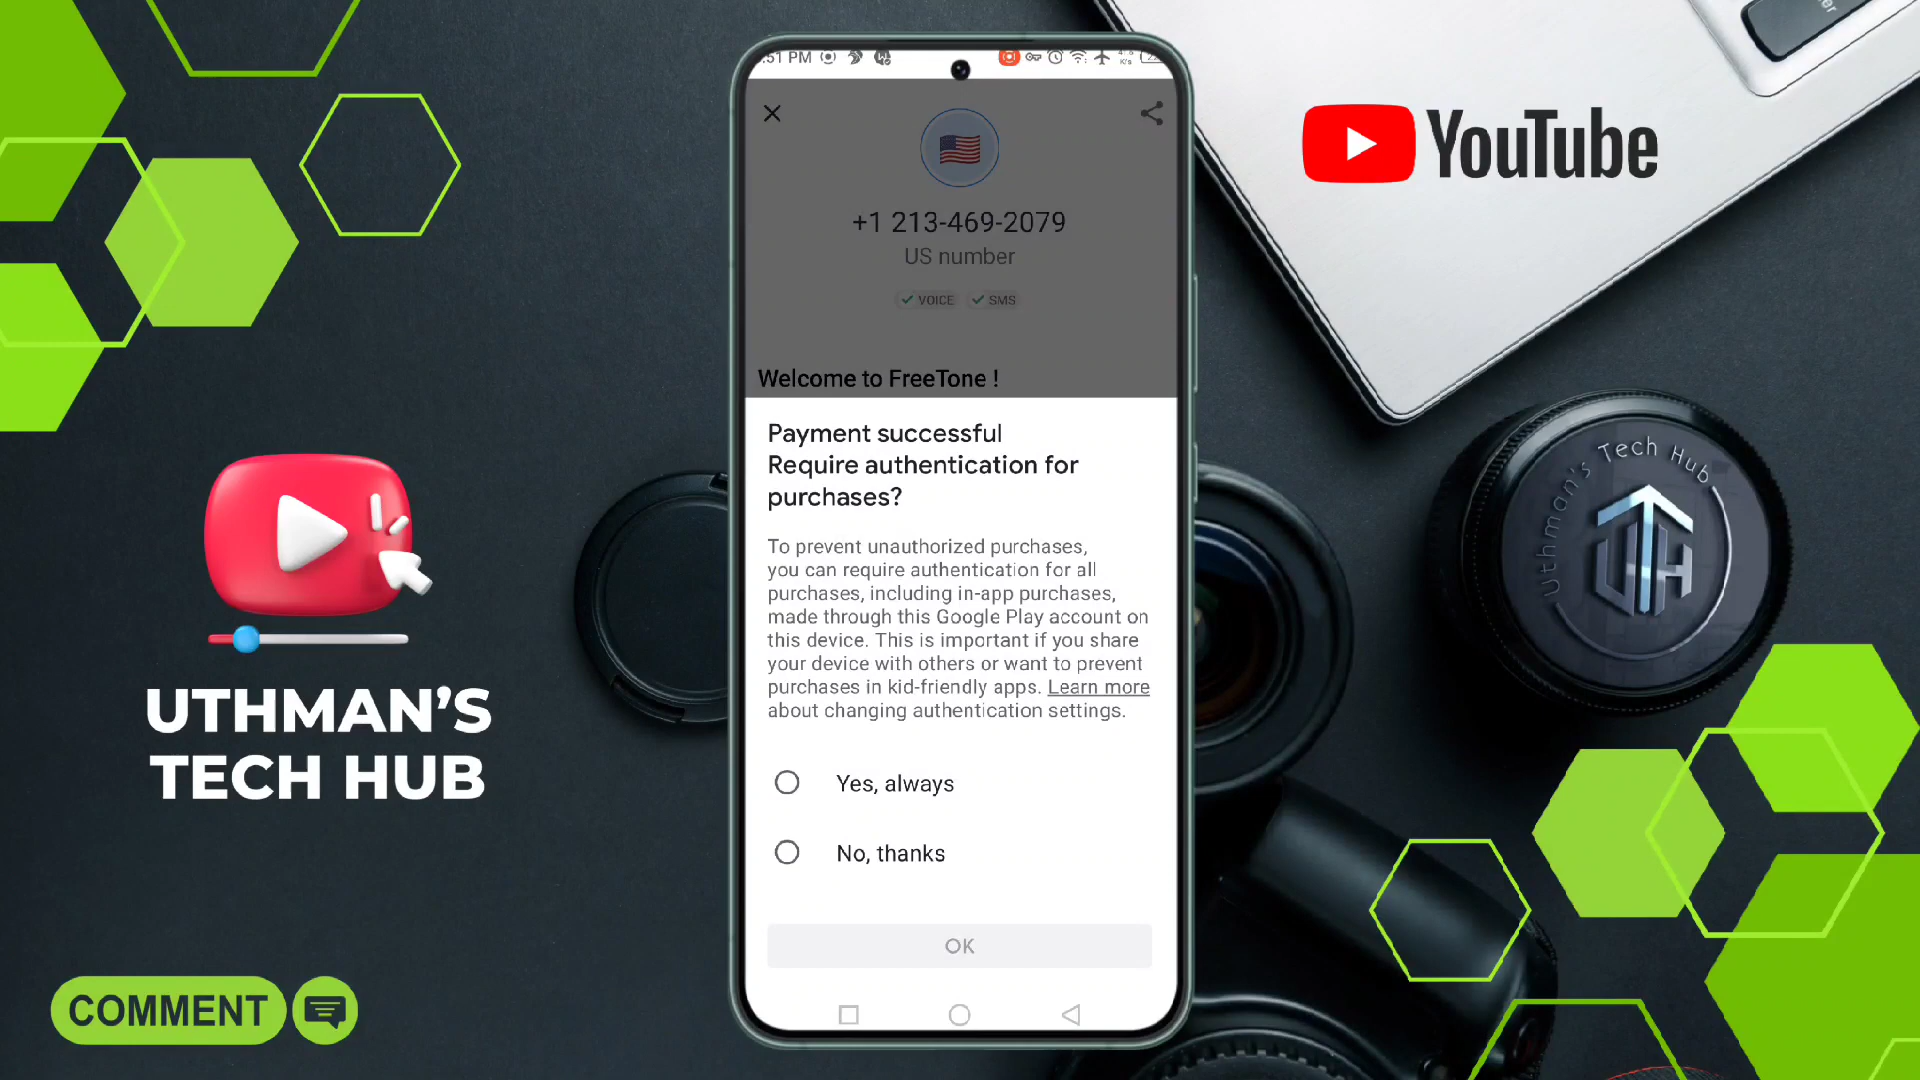 :51 PM
+1 213-469-2079
US number
VOICE SMS
Welcome to FreeTone !
Payment successful
Require authentication for
purchases?
To prevent unauthorized purchases,
you can require authentication for all
purchases, including in-app purchases,
made through this Google Play account on
this device. This is important if you share
your device with others or want to prevent
purchases in kid-friendly apps. Learn more
about changing authentication settings.
Yes, always
No, thanks
OK
YouTube
Uthman's Tech Hub
UTH
UTHMAN'S
TECH HUB
COMMENT